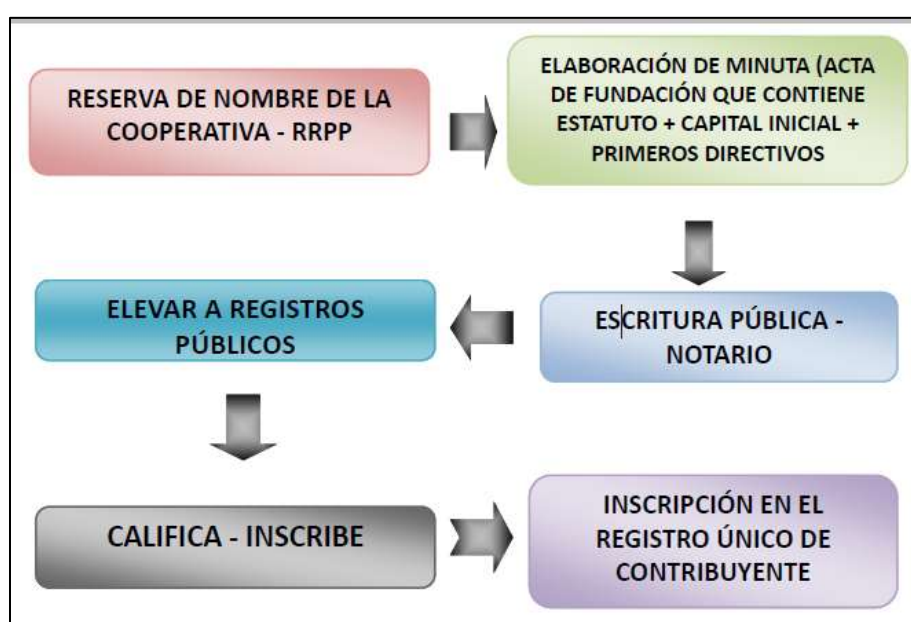 RESERVA DE NOMBRE DE LA
COOPERATIVA - RRPP
ELABORACIÓN DE MINUTA (ACTA
DE FUNDACIÓN QUE CONTIENE
ESTATUTO + CAPITAL INICIAL +
PRIMEROS DIRECTIVOS
ESCRITURA PÚBLICA -
NOTARIO
ELEVAR A REGISTROS
PÚBLICOS
CALIFICA - INSCRIBE
INSCRIPCIÓN EN EL
REGISTRO ÚNICO DE
CONTRIBUYENTE